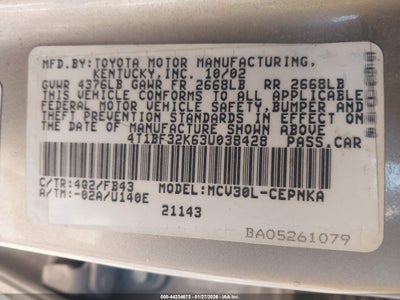 MFD.BY:TOYOTA MOTOR MANUFACTURING,
KENTUCKY,INC. 10/02
GVWR 4376LB GAWR FR 2668LB RR 2668LB
THIS VEHICLE CONFORMS TO ALL APPLICABLE
FEDERAL MOTOR VEHICLE SAFETY,BUMPER AND
THEFT PREVENTION STANDARDS IN EFFECT ON
THE DATE OF MANUFACTURE SHOWN ABOVE.
4T1BF32K63U038428 PASS.CAR
C/TR:4Q2/FB43 MODEL:MCV30L-CEPNKA
A/TM:-02A/U140E
21143
BA05261079
000-44234673 - 01/27/2026 - IAA